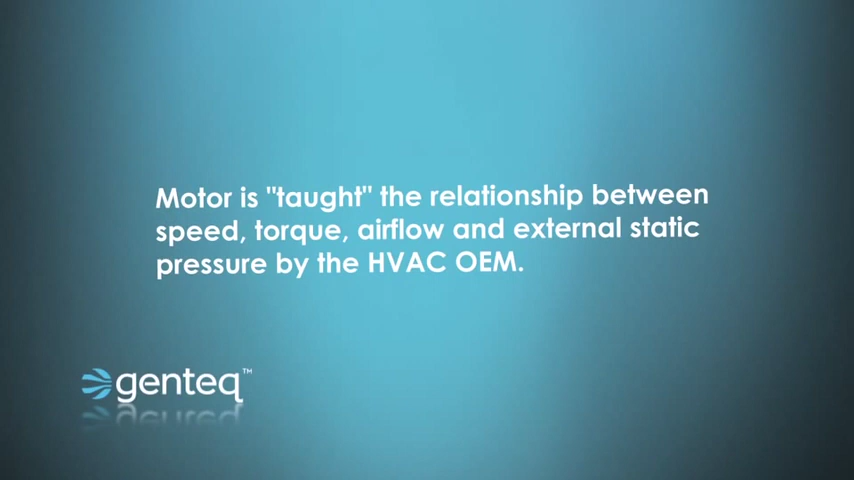 Motor is "taught" the relationship between
speed, torque, airflow and external static
pressure by the HVAC OEM.
genteq™